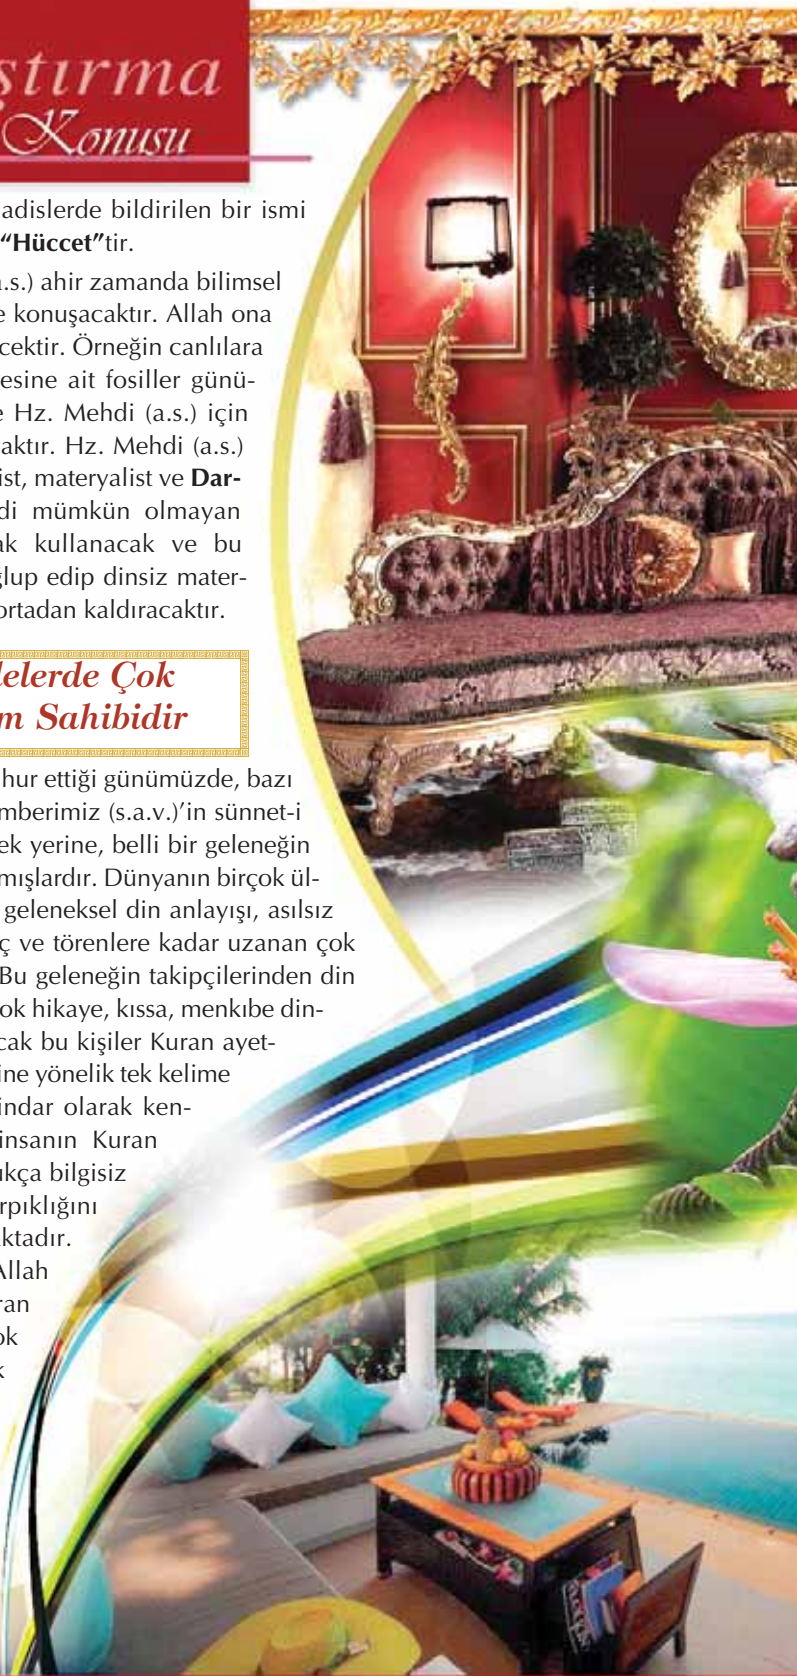 ştırma
Konusu
adislerde bildirilen bir ismi
“Hüccet”tir.
a.s.) ahir zamanda bilimsel
e konuşacaktır. Allah ona
cektir. Örneğin canlılara
esine ait fosiller günü-
e Hz. Mehdi (a.s.) için
aktır. Hz. Mehdi (a.s.)
ist, materyalist ve Dar-
di mümkün olmayan
ak kullanacak ve bu
ğlup edip dinsiz mater-
ortadan kaldıracaktır.
lelerde Çok
m Sahibidir
hur ettiği günümüzde, bazı
mberimiz (s.a.v.)’in sünnet-i
ek yerine, belli bir geleneğin
mışlardır. Dünyanın birçok ül-
geleneksel din anlayışı, asılsız
ç ve törenlere kadar uzanan çok
Bu geleneğin takipçilerinden din
ok hikaye, kıssa, menkıbe din-
cak bu kişiler Kuran ayet-
ine yönelik tek kelime
indar olarak ken-
insanın Kuran
ukça bilgisiz
rpıklığını
aktadır.
Allah
ran
ok
k